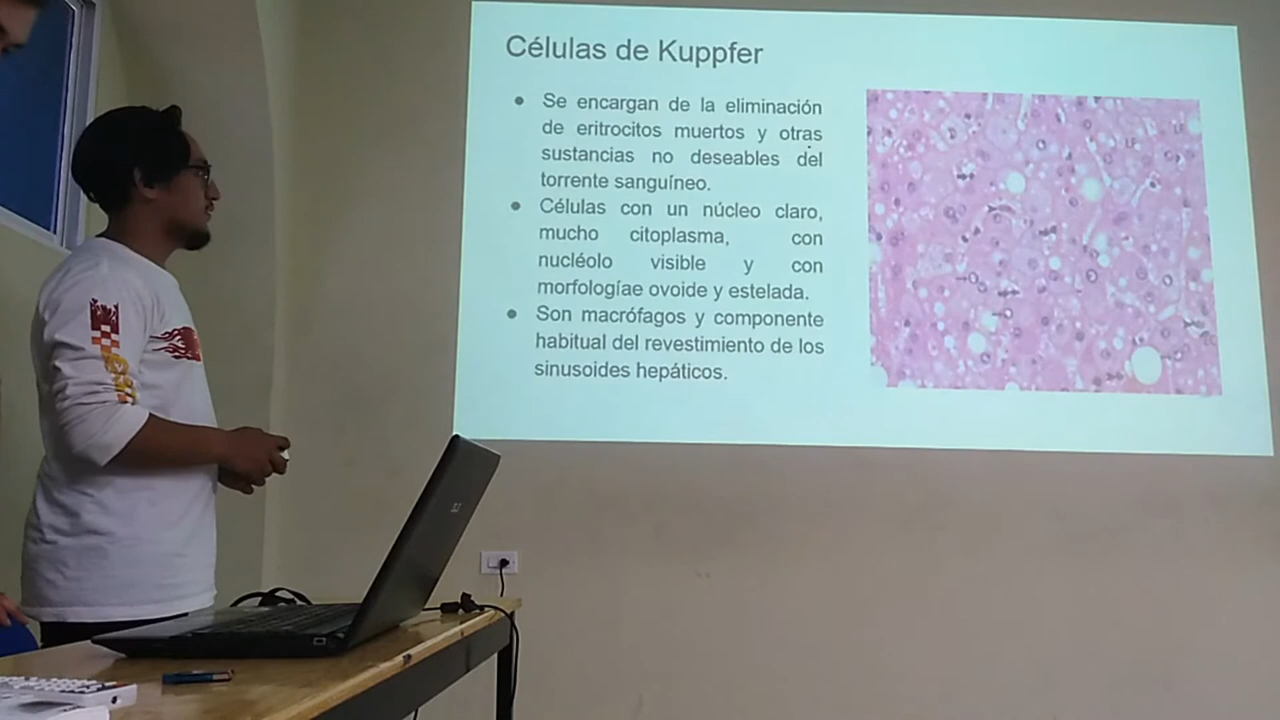 Células de Kuppfer
● Se encargan de la eliminación
de eritrocitos muertos y otras
sustancias no deseables del
torrente sanguíneo.
● Células con un núcleo claro,
mucho citoplasma, con
nucléolo visible y con
morfologíae ovoide y estelada.
● Son macrófagos y componente
habitual del revestimiento de los
sinusoides hepáticos.
LF